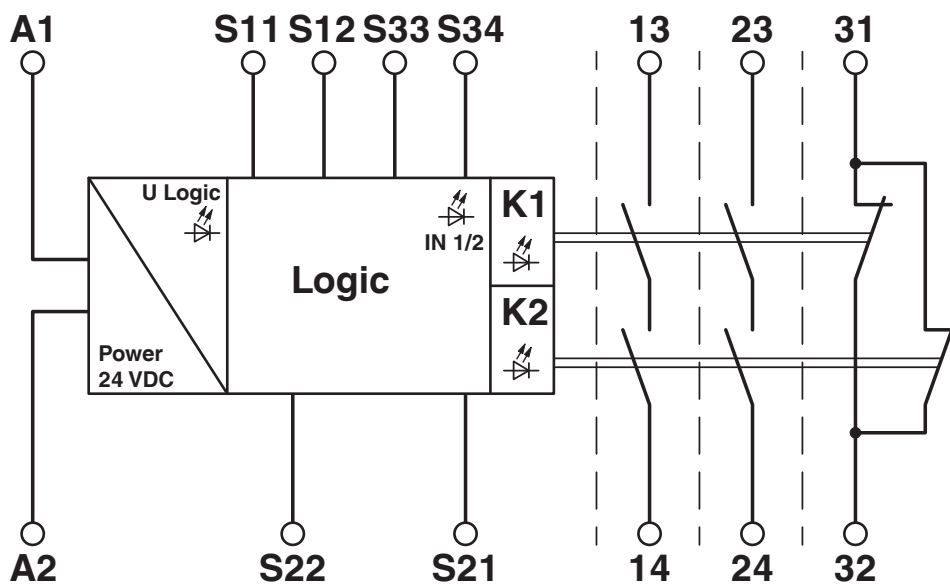 A1 S11 S12 S33 S34 13 23 31
U Logic
K1
IN 1/2
Logic
K2
Power
24 VDC
A2 S22 S21 14 24 32